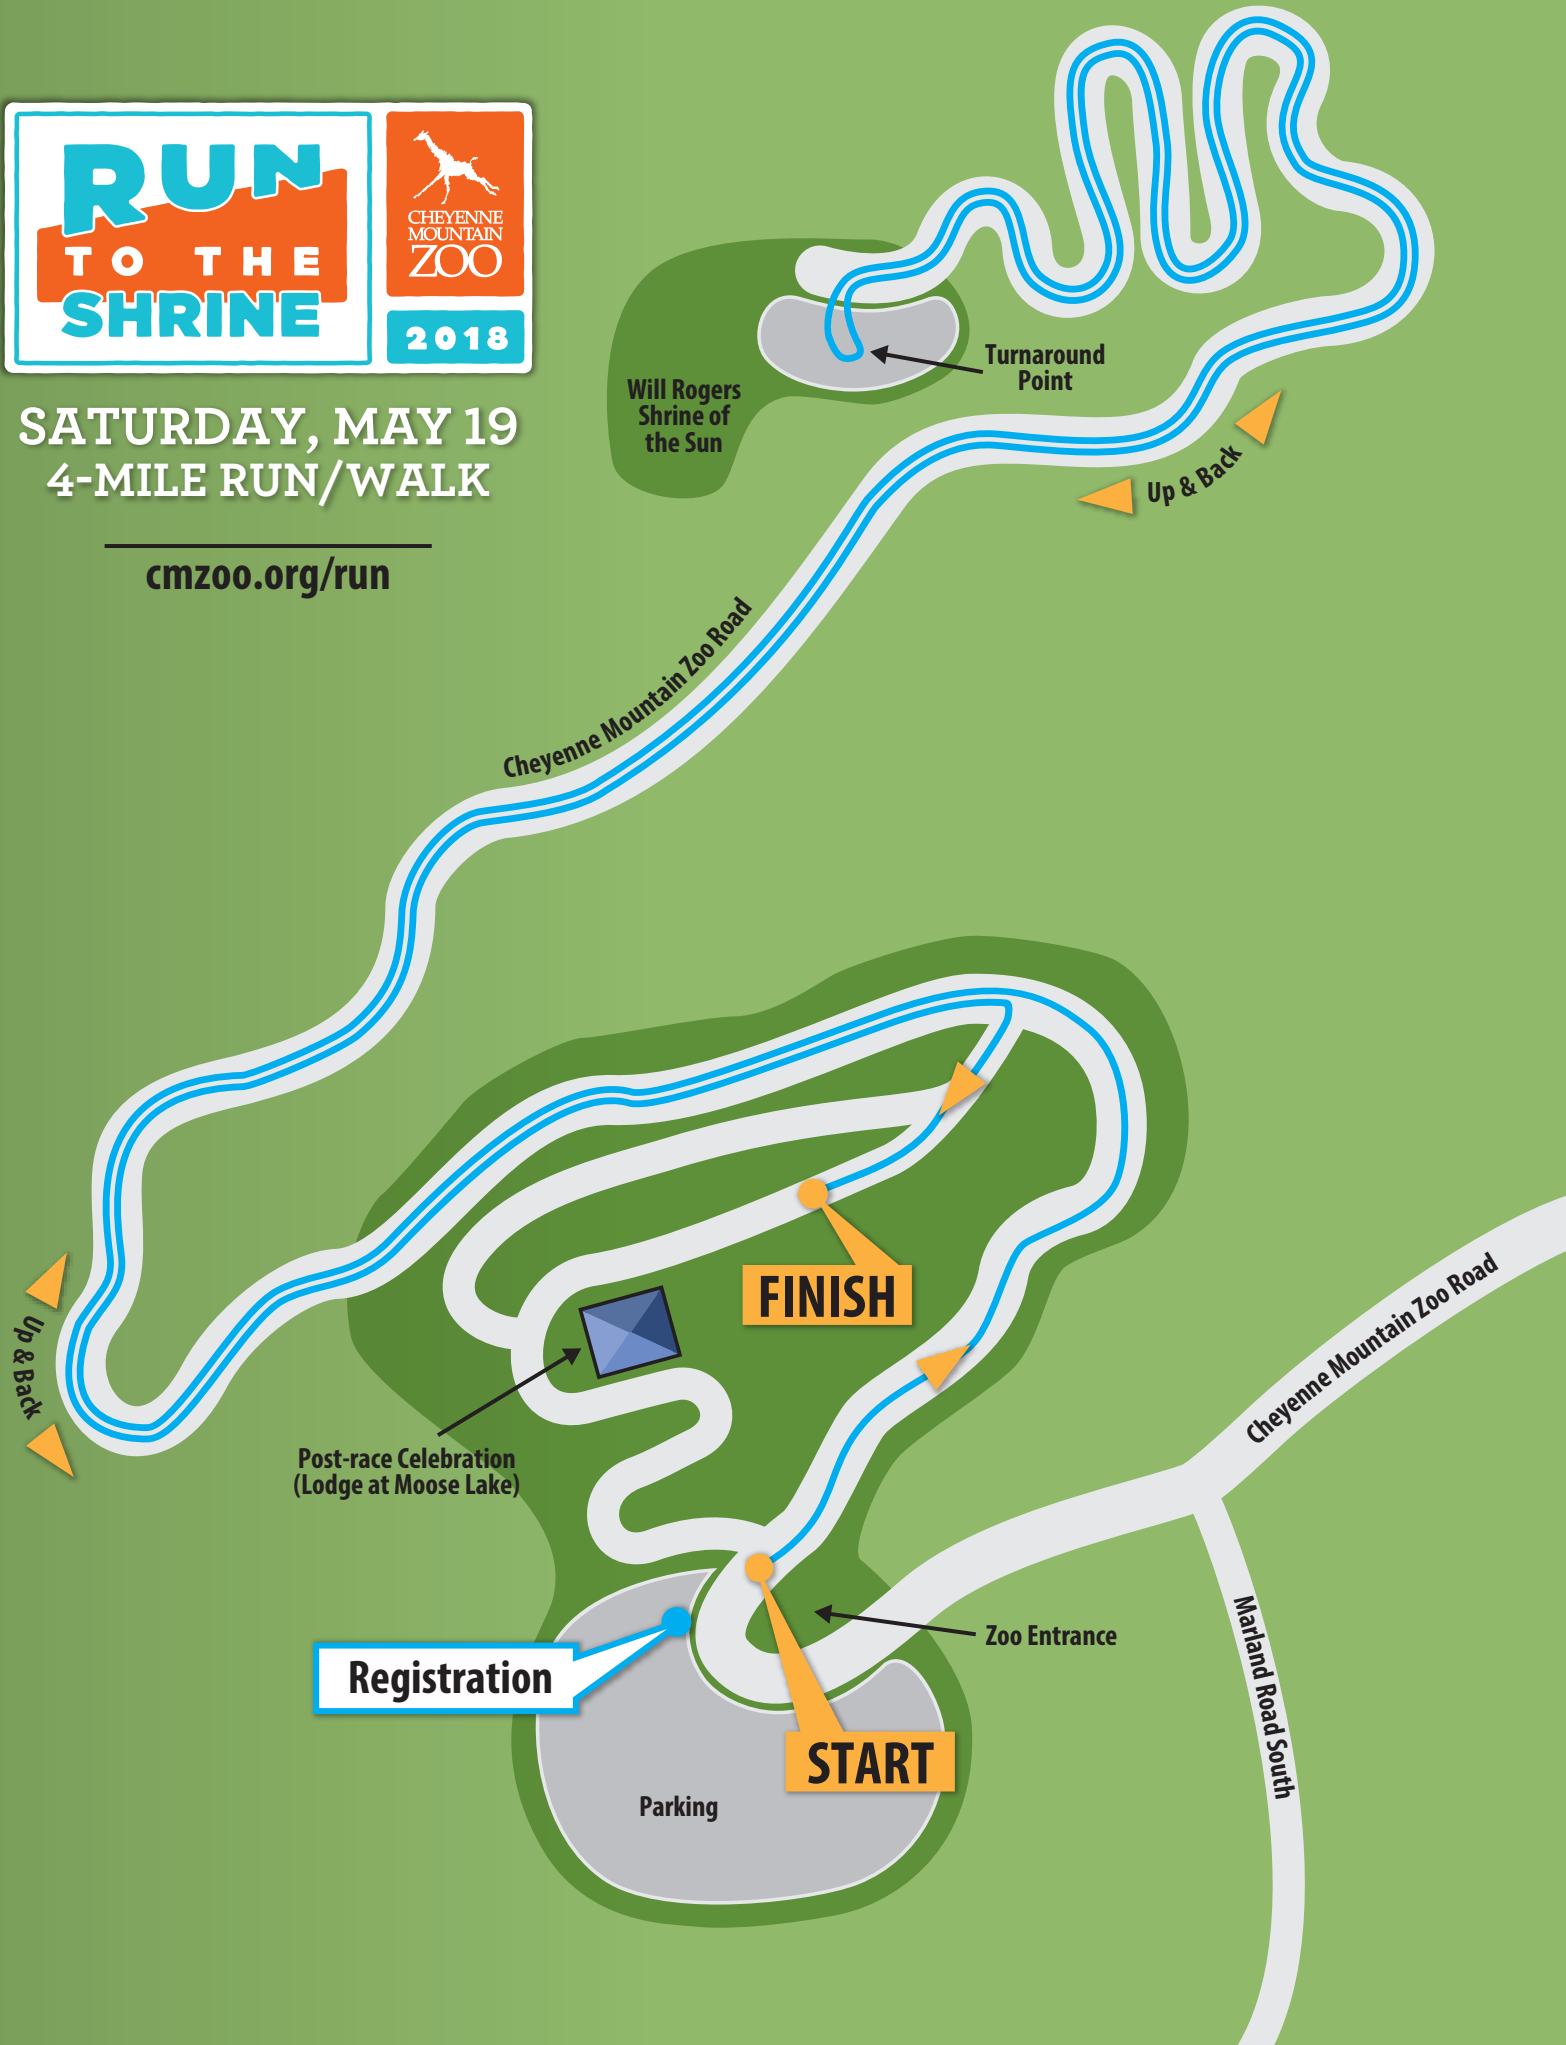 RUN
TO THE
SHRINE
CHEYENNE
MOUNTAIN
ZOO
2018
SATURDAY, MAY 19
4-MILE RUN/WALK
cmzoo.org/run
Turnaround
Point
Will Rogers
Shrine of
the Sun
Up & Back
Cheyenne Mountain Zoo Road
FINISH
Up & Back
Cheyenne Mountain Zoo Road
Post-race Celebration
(Lodge at Moose Lake)
Zoo Entrance
Marland Road South
Registration
START
Parking